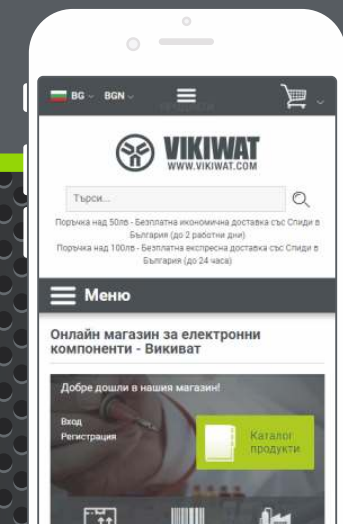 BG BGN
VIKIWAT
WWW.VIKIWAT.COM
Търси...
Поръчка над 50лв - Безплатна икономична доставка със Спиди в
България (до 2 работни дни)
Поръчка над 100лв - Безплатна експресна доставка със Спиди в
България (до 24 часа)
Меню
Онлайн магазин за електронни
компоненти - Викиват
Добре дошли в нашия магазин!
Вход
Регистрация
Каталог
продукти